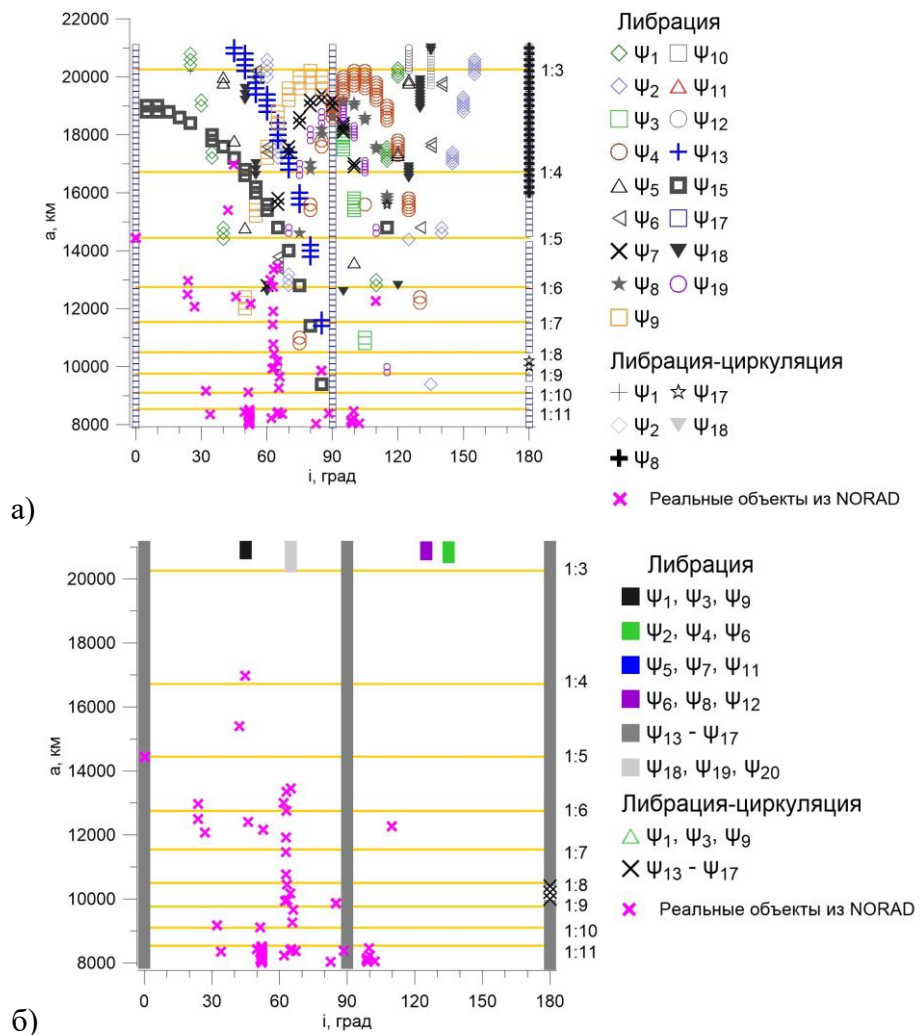 22000
20000
18000
16000
14000
12000
10000
8000
а, км
0 30 60 90 120 150 180
i, град
1:3
1:4
1:5
1:6
1:7
1:8
1:9
1:10
1:11
Либрация
Ψ1 Ψ10
Ψ2 Ψ11
Ψ3 Ψ12
Ψ4 Ψ13
Ψ5 Ψ15
Ψ6 Ψ17
Ψ7 Ψ18
Ψ8 Ψ19
Ψ9
Либрация-циркуляция
Ψ1 Ψ17
Ψ2 Ψ18
Ψ8
Реальные объекты из NORAD
а)
20000
18000
16000
14000
12000
10000
8000
а, км
0 30 60 90 120 150 180
i, град
1:3
1:4
1:5
1:6
1:7
1:8
1:9
1:10
1:11
Либрация
Ψ1, Ψ3, Ψ9
Ψ2, Ψ4, Ψ6
Ψ5, Ψ7, Ψ11
Ψ6, Ψ8, Ψ12
Ψ13 - Ψ17
Ψ18, Ψ19, Ψ20
Либрация-циркуляция
Ψ1, Ψ3, Ψ9
Ψ13 - Ψ17
Реальные объекты из NORAD
б)